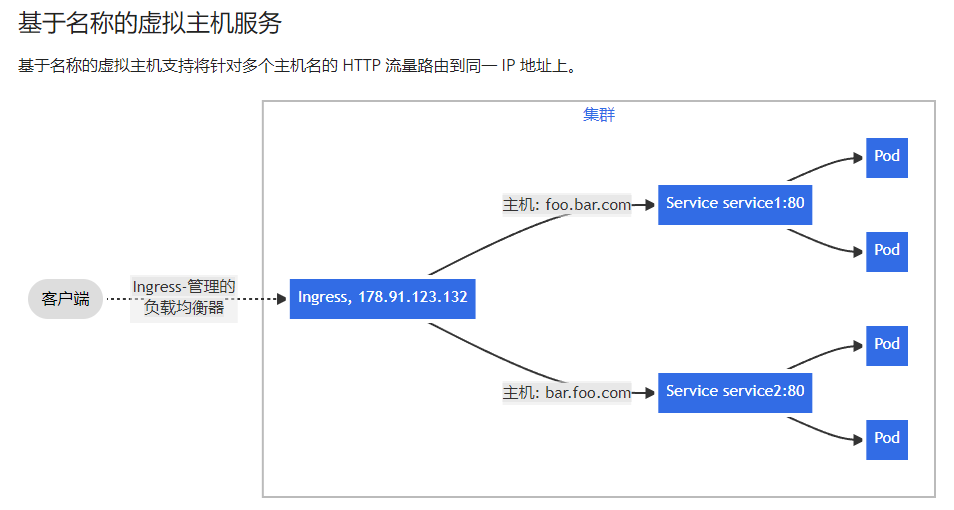 基于名称的虚拟主机服务
基于名称的虚拟主机支持将针对多个主机名的 HTTP 流量路由到同一 IP 地址上。
集群
Pod
主机: foo.bar.com
Service service1:80
Pod
客户端
Ingress-管理的
负载均衡器
Ingress, 178.91.123.132
Pod
主机: bar.foo.com
Service service2:80
Pod